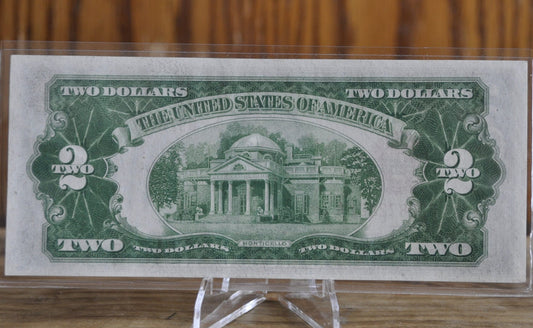 TWO DOLLARS TWO DOLLARS
THE UNITED STATES OF AMERICA
2 2
TWO TWO
MONTICELLO
TWO TWO DOLLARS TWO DOLLARS TWO